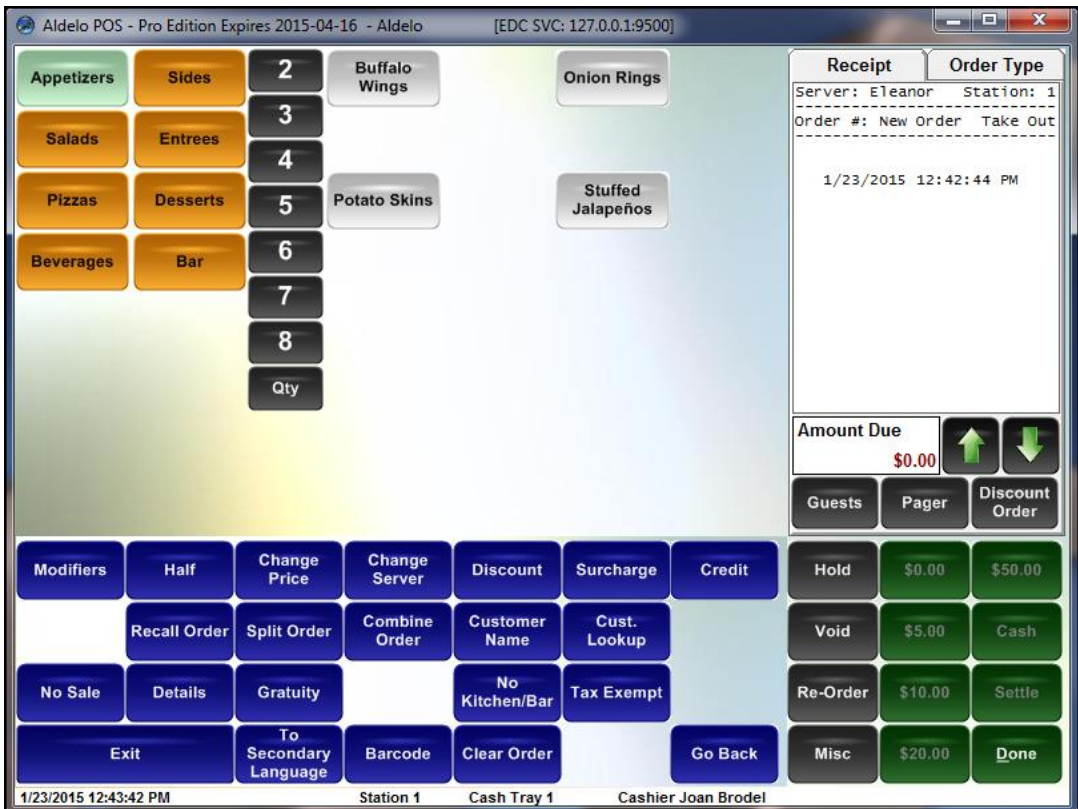 Aldelo POS - Pro Edition Expires 2015-04-16 - Aldelo [EDC SVC: 127.0.0.1:9500]
Appetizers Sides 2 Buffalo Wings Onion Rings
3
Salads Entrees
4
Pizzas Desserts 5 Potato Skins Stuffed Jalapeños
Beverages Bar 6
7
8
Qty
Receipt Order Type
Server: Eleanor Station: 1
Order #: New Order Take Out
1/23/2015 12:42:44 PM
Amount Due
$0.00
Guests Pager Discount Order
Modifiers Half Change Price Change Server Discount Surcharge Credit Hold $0.00 $50.00
Recall Order Split Order Combine Order Customer Name Cust. Lookup Void $5.00 Cash
No Sale Details Gratuity No Kitchen/Bar Tax Exempt Re-Order $10.00 Settle
Exit To Secondary Language Barcode Clear Order Go Back Misc $20.00 Done
1/23/2015 12:43:42 PM Station 1 Cash Tray 1 Cashier Joan Brodel